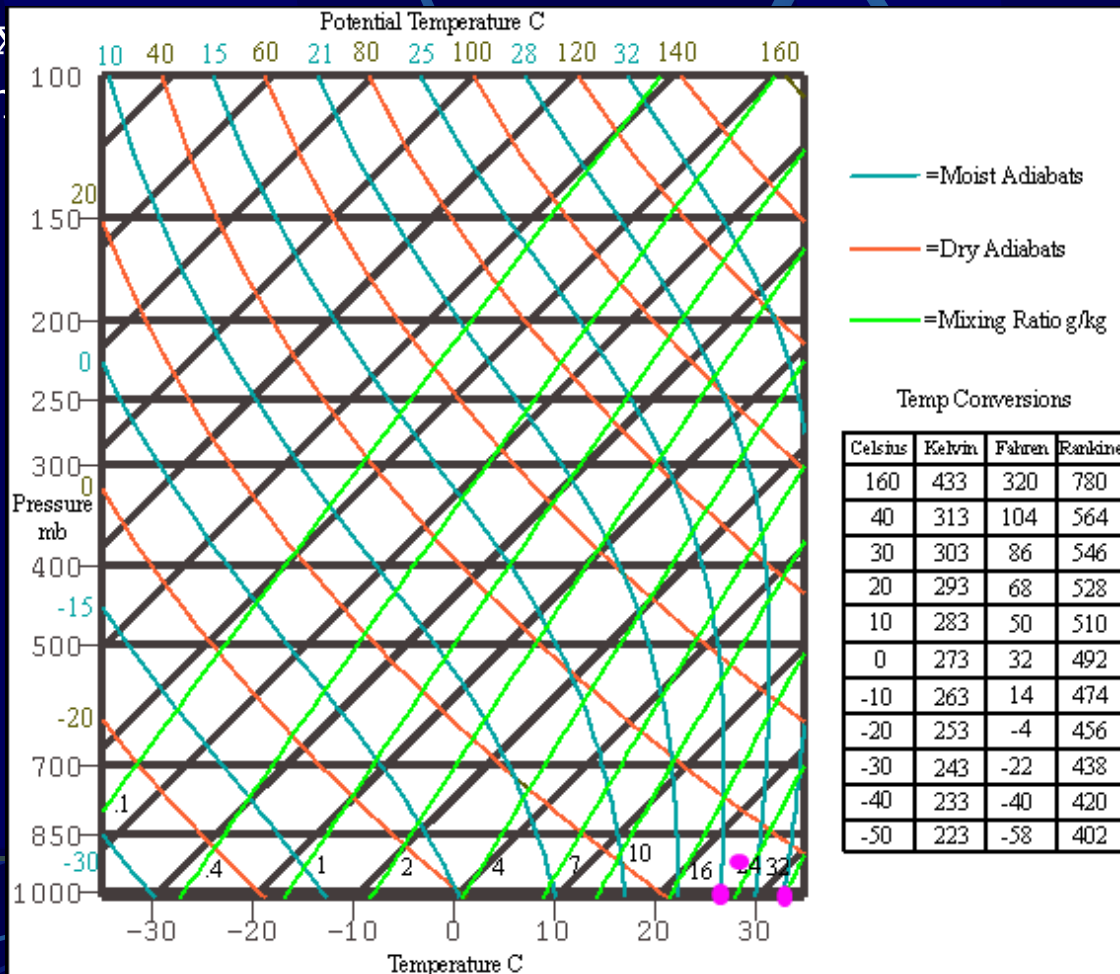 Potential Temperature C
10 40 15 60 21 80 25 100 28 120 32 140 160
100
20
150
200
0
250
300
0
Pressure
mb
400
-15
500
-20
700
.1
850
-30
.4 1 2 4 7 10 16 24 32
1000
-30 -20 -10 0 10 20 30
Temperature C
=Moist Adiabats
=Dry Adiabats
=Mixing Ratio g/kg
Temp Conversions
Celsius Kelvin Fahren Rankine
160 433 320 780
40 313 104 564
30 303 86 546
20 293 68 528
10 283 50 510
0 273 32 492
-10 263 14 474
-20 253 -4 456
-30 243 -22 438
-40 233 -40 420
-50 223 -58 402